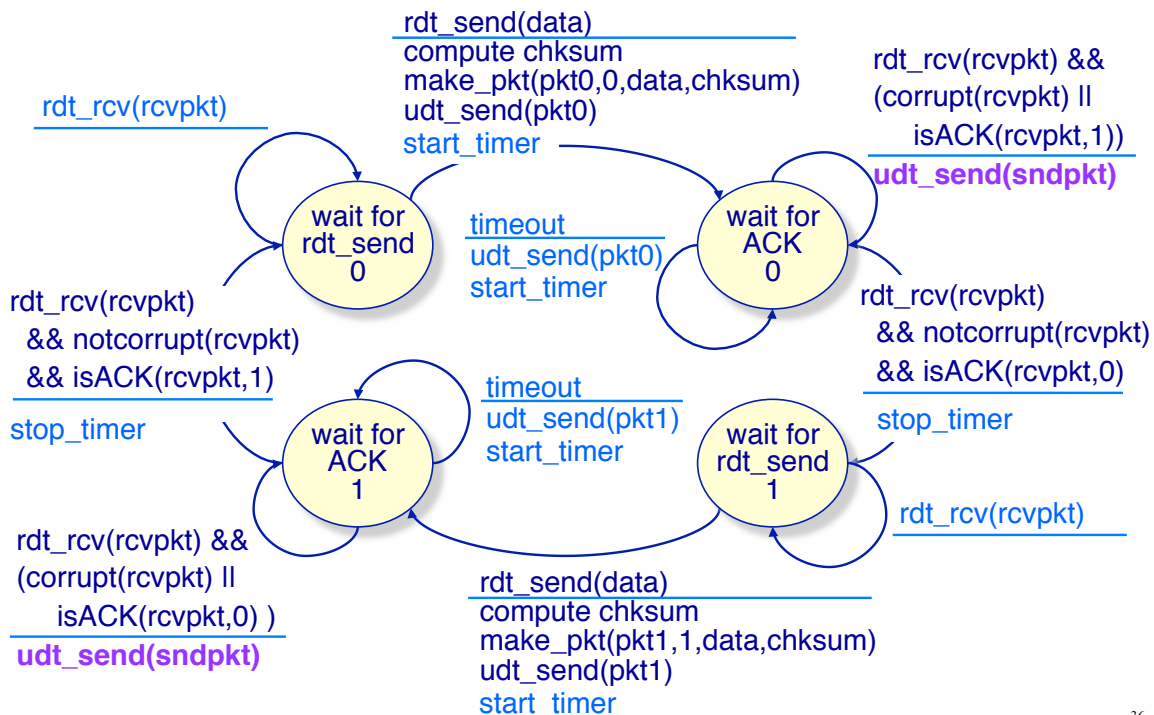 rdt_send(data)
compute chksum
make_pkt(pkt0,0,data,chksum)
udt_send(pkt0)
start_timer
rdt_rcv(rcvpkt)
rdt_rcv(rcvpkt) &&
(corrupt(rcvpkt) ||
isACK(rcvpkt,1))
udt_send(sndpkt)
wait for
rdt_send
0
timeout
udt_send(pkt0)
start_timer
wait for
ACK
0
rdt_rcv(rcvpkt)
&& notcorrupt(rcvpkt)
&& isACK(rcvpkt,1)
stop_timer
rdt_rcv(rcvpkt)
&& notcorrupt(rcvpkt)
&& isACK(rcvpkt,0)
stop_timer
wait for
ACK
1
timeout
udt_send(pkt1)
start_timer
wait for
rdt_send
1
rdt_rcv(rcvpkt)
rdt_rcv(rcvpkt) &&
(corrupt(rcvpkt) ||
isACK(rcvpkt,0) )
udt_send(sndpkt)
rdt_send(data)
compute chksum
make_pkt(pkt1,1,data,chksum)
udt_send(pkt1)
start_timer